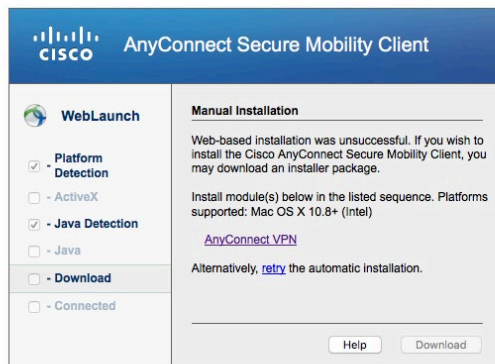 CISCO
AnyConnect Secure Mobility Client
WebLaunch
- Platform
Detection
- ActiveX
- Java Detection
- Java
- Download
- Connected
Manual Installation
Web-based installation was unsuccessful. If you wish to
install the Cisco AnyConnect Secure Mobility Client, you
may download an installer package.
Install module(s) below in the listed sequence. Platforms
supported: Mac OS X 10.8+ (Intel)
AnyConnect VPN
Alternatively, retry the automatic installation.
Help
Download